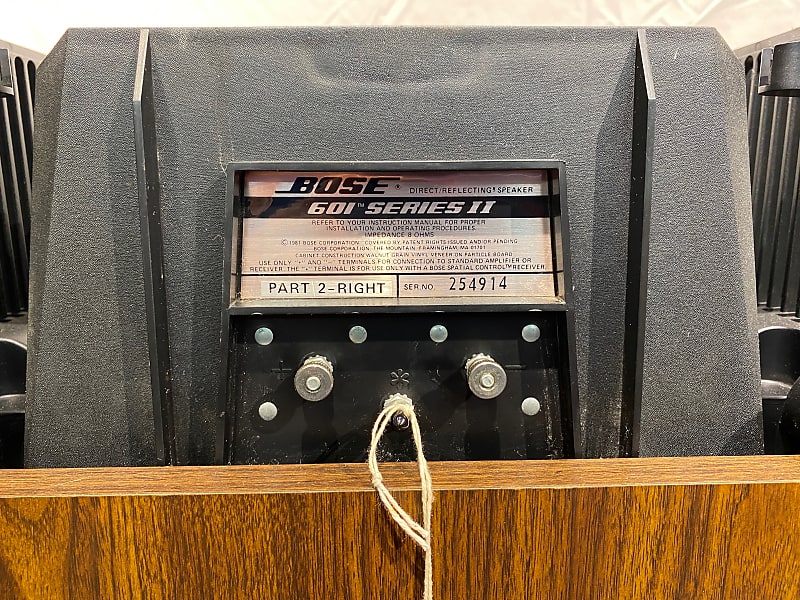 BOSE® DIRECT/REFLECTING® SPEAKER
601™ SERIES II
REFER TO YOUR INSTRUCTION MANUAL FOR PROPER
INSTALLATION AND OPERATING PROCEDURES.
IMPEDANCE 8 OHMS
©1981 BOSE CORPORATION COVERED BY PATENT RIGHTS ISSUED AND/OR PENDING
BOSE CORPORATION, THE MOUNTAIN, FRAMINGHAM, MA 01701
CABINET CONSTRUCTION WALNUT GRAIN VINYL VENEER ON PARTICLE BOARD
USE ONLY "+" AND "-" TERMINALS FOR CONNECTION TO STANDARD AMPLIFIER OR
RECEIVER. THE "*" TERMINAL IS FOR USE ONLY WITH A BOSE SPATIAL CONTROL™ RECEIVER.
PART 2-RIGHT SER. NO. 254914